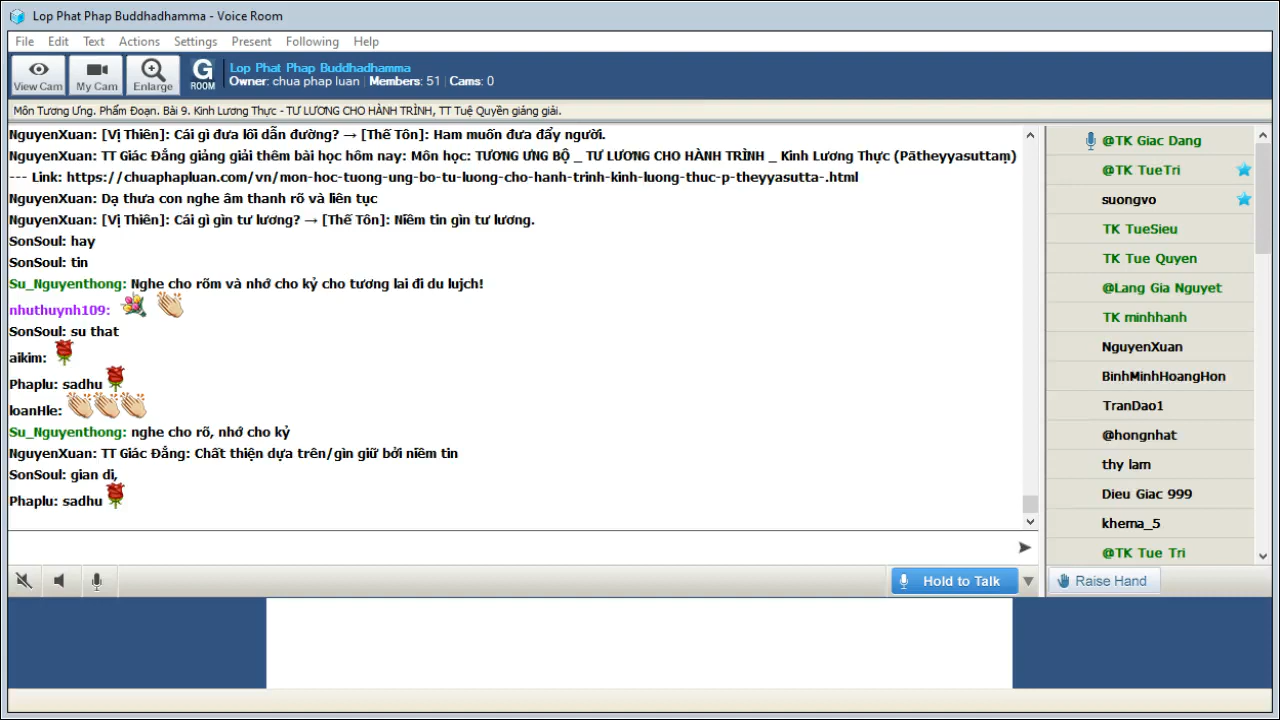 Lop Phat Phap Buddhadhamma - Voice Room
File Edit Text Actions Settings Present Following Help
View Cam
My Cam
Enlarge
G
ROOM
Lop Phat Phap Buddhadhamma
Owner: chua phap luan | Members: 51 | Cams: 0
Môn Tương Ưng. Phẩm Đoạn. Bài 9. Kinh Lương Thực - TƯ LƯƠNG CHO HÀNH TRÌNH, TT Tuệ Quyền giảng giải.
NguyenXuan: [Vị Thiên]: Cái gì đưa lối dẫn đường? → [Thế Tôn]: Ham muốn đưa đẩy người.
NguyenXuan: TT Giác Đẳng giảng giải thêm bài học hôm nay: Môn học: TƯƠNG ƯNG BỘ _ TƯ LƯƠNG CHO HÀNH TRÌNH _ Kinh Lương Thực (Pātheyyasuttaṃ)
--- Link: https://chuaphapluan.com/vn/mon-hoc-tuong-ung-bo-tu-luong-cho-hanh-trinh-kinh-luong-thuc-p-theyyasutta-.html
NguyenXuan: Dạ thưa con nghe âm thanh rõ và liên tục
NguyenXuan: [Vị Thiên]: Cái gì gìn tư lương? → [Thế Tôn]: Niềm tin gìn tư lương.
SonSoul: hay
SonSoul: tin
Su_Nguyenthong: Nghe cho rõm và nhớ cho kỷ cho tương lai đi du lujch!
nhuthuynh109:
SonSoul: su that
aikim:
Phaplu: sadhu
loanHle:
Su_Nguyenthong: nghe cho rõ, nhớ cho kỷ
NguyenXuan: TT Giác Đẳng: Chất thiện dựa trên/gìn giữ bởi niềm tin
SonSoul: gian di,
Phaplu: sadhu
Hold to Talk
@TK Giac Dang
@TK TueTri
suongvo
TK TueSieu
TK Tue Quyen
@Lang Gia Nguyet
TK minhhanh
NguyenXuan
BinhMinhHoangHon
TranDao1
@hongnhat
thy lam
Dieu Giac 999
khema_5
@TK Tue Tri
Raise Hand